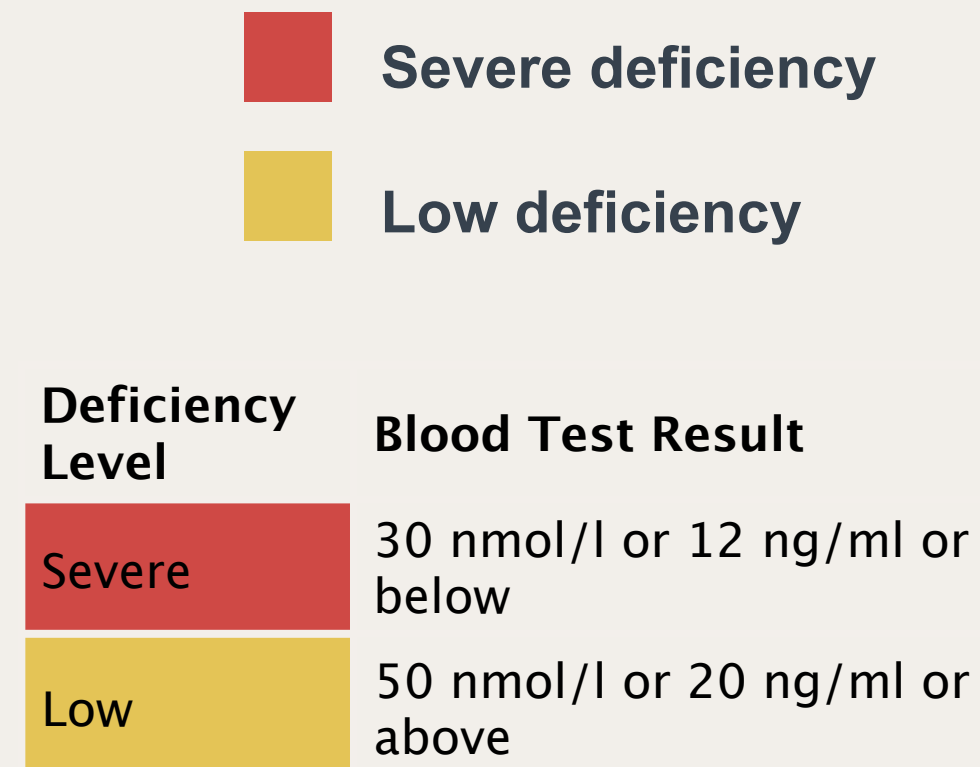 Severe deficiency
Low deficiency
Deficiency
Level
Blood Test Result
Severe
30 nmol/l or 12 ng/ml or
below
Low
50 nmol/l or 20 ng/ml or
above